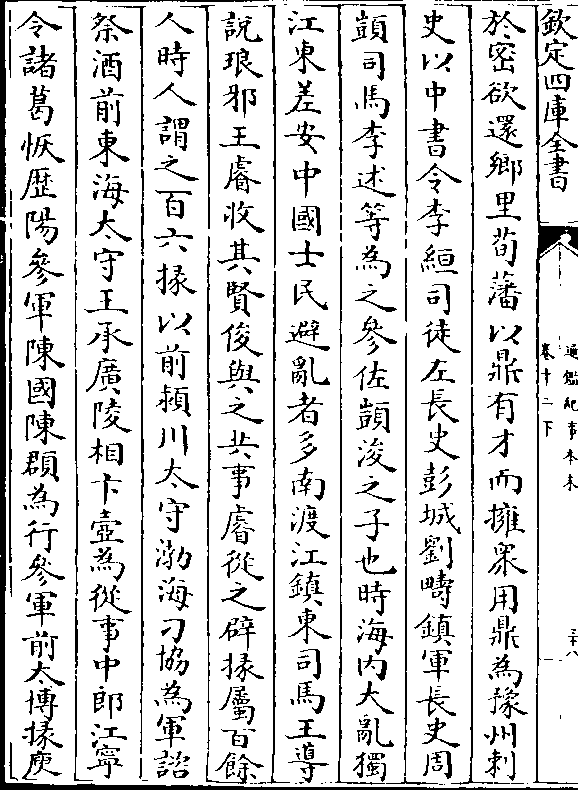 欽定四庫全書
通鑑紀事本末
卷十二下
三十八
於密欲還鄉里荀藩以鼎有才而擁衆用鼎為豫州刺
史以中書令李絙司徒左長史彭城劉疇鎮軍長史周
顗司馬李述等為之參佐顗浚之子也時海内大亂獨
江東差安中國士民避亂者多南渡江鎮東司馬王導
說琅邪王睿收其賢俊與之共事睿從之辟掾屬百餘
人時人謂之百六掾以前潁川太守渤海刁協為軍諮
祭酒前東海太守王承廣陵相卞壼為從事中郎江寧
令諸葛恢歴陽參軍陳國陳頵為行參軍前太傅掾庾